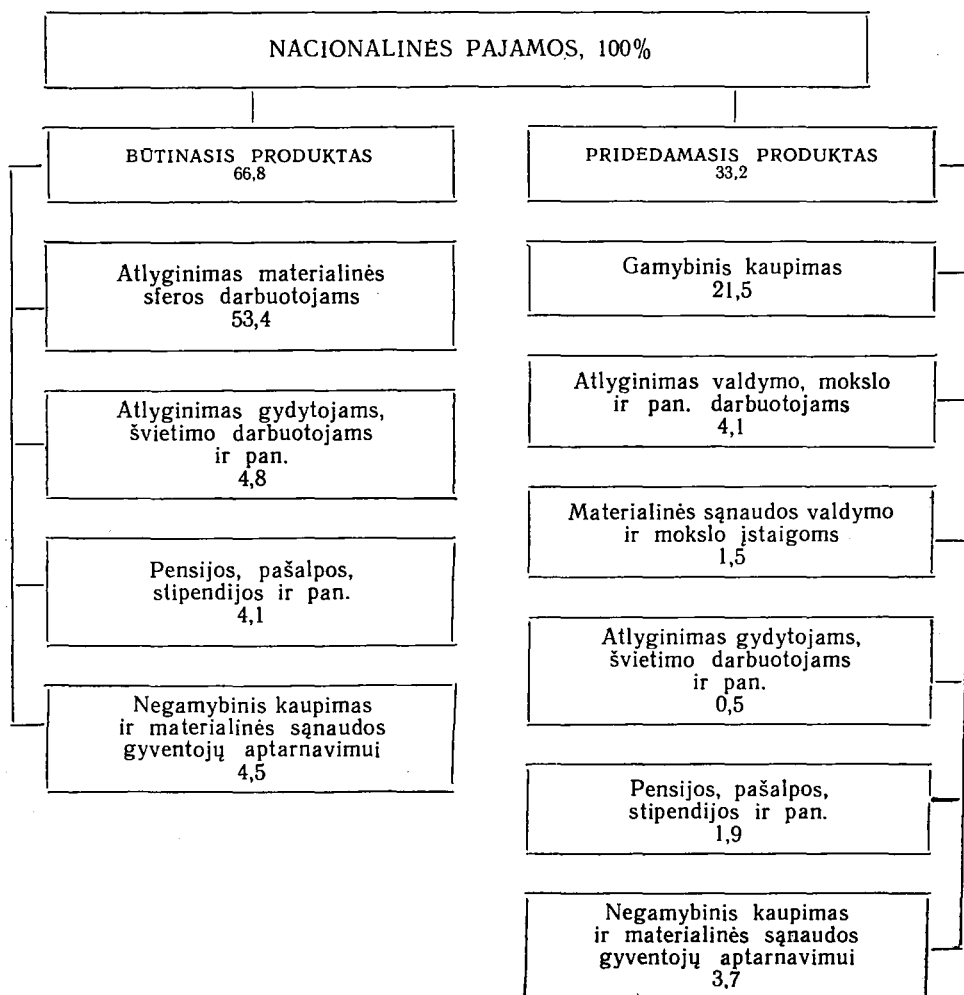 NACIONALINĖS PAJAMOS, 100%
BŪTINASIS PRODUKTAS
66,8
Atlyginimas materialinės
sferos darbuotojams
53,4
Atlyginimas gydytojams,
švietimo darbuotojams
ir pan.
4,8
Pensijos, pašalpos,
stipendijos ir pan.
4,1
Negamybinis kaupimas
ir materialinės sąnaudos
gyventojų aptarnavimui
4,5
PRIDEDAMASIS PRODUKTAS
33,2
Gamybinis kaupimas
21,5
Atlyginimas valdymo, mokslo
ir pan. darbuotojams
4,1
Materialinės sąnaudos valdymo
ir mokslo įstaigoms
1,5
Atlyginimas gydytojams,
švietimo darbuotojams
ir pan.
0,5
Pensijos, pašalpos,
stipendijos ir pan.
1,9
Negamybinis kaupimas
ir materialinės sąnaudos
gyventojų aptarnavimui
3,7